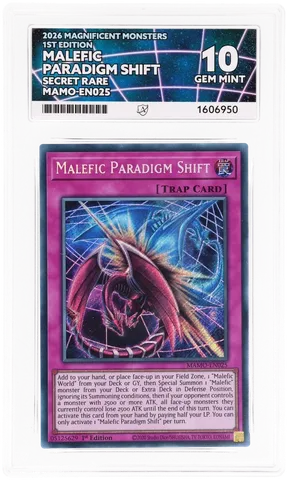 2026 MAGNIFICENT MONSTERS
1ST EDITION
MALEFIC
PARADIGM SHIFT
SECRET RARE
MAMO-EN025
10
GEM MINT
1606950
MALEFIC PARADIGM SHIFT
[TRAP CARD]
MAMO-EN025
Add to your hand, or place face-up in your Field Zone, 1 "Malefic
World" from your Deck or GY, then Special Summon 1 "Malefic"
monster from your Deck or Extra Deck in Defense Position,
ignoring its Summoning conditions, then if your opponent controls
a monster with 2500 or more ATK, all face-up monsters they
currently control lose 2500 ATK until the end of this turn. You can
activate this card from your hand by paying half your LP. You can
only activate 1 "Malefic Paradigm Shift" per turn.
1st Edition